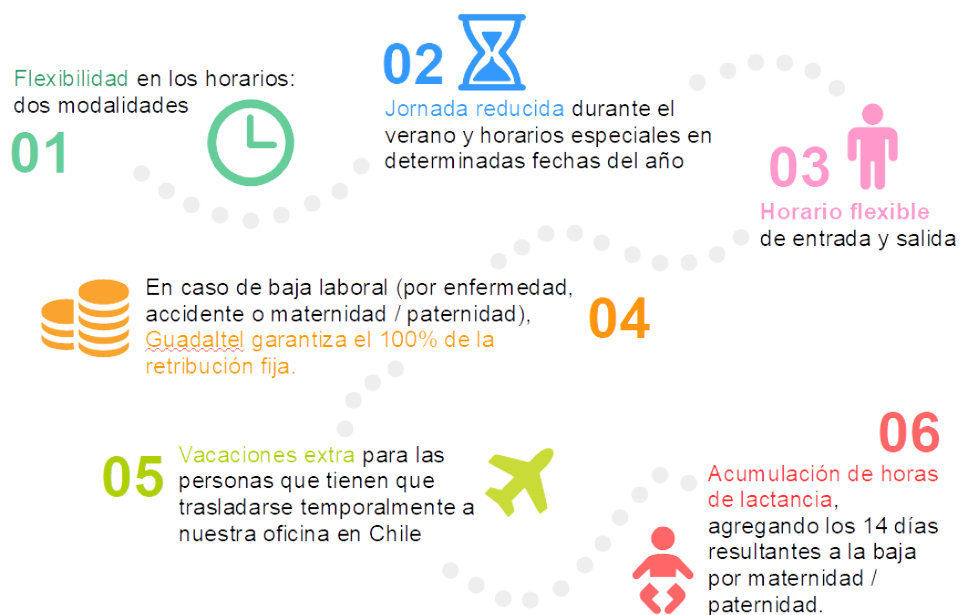 Flexibilidad en los horarios:
dos modalidades
01
02
Jornada reducida durante el
verano y horarios especiales en
determinadas fechas del año
03
Horario flexible
de entrada y salida
En caso de baja laboral (por enfermedad,
accidente o maternidad / paternidad),
Guadaltel garantiza el 100% de la
retribución fija.
04
05
Vacaciones extra para las
personas que tienen que
trasladarse temporalmente a
nuestra oficina en Chile
06
Acumulación de horas
de lactancia,
agregando los 14 días
resultantes a la baja
por maternidad /
paternidad.